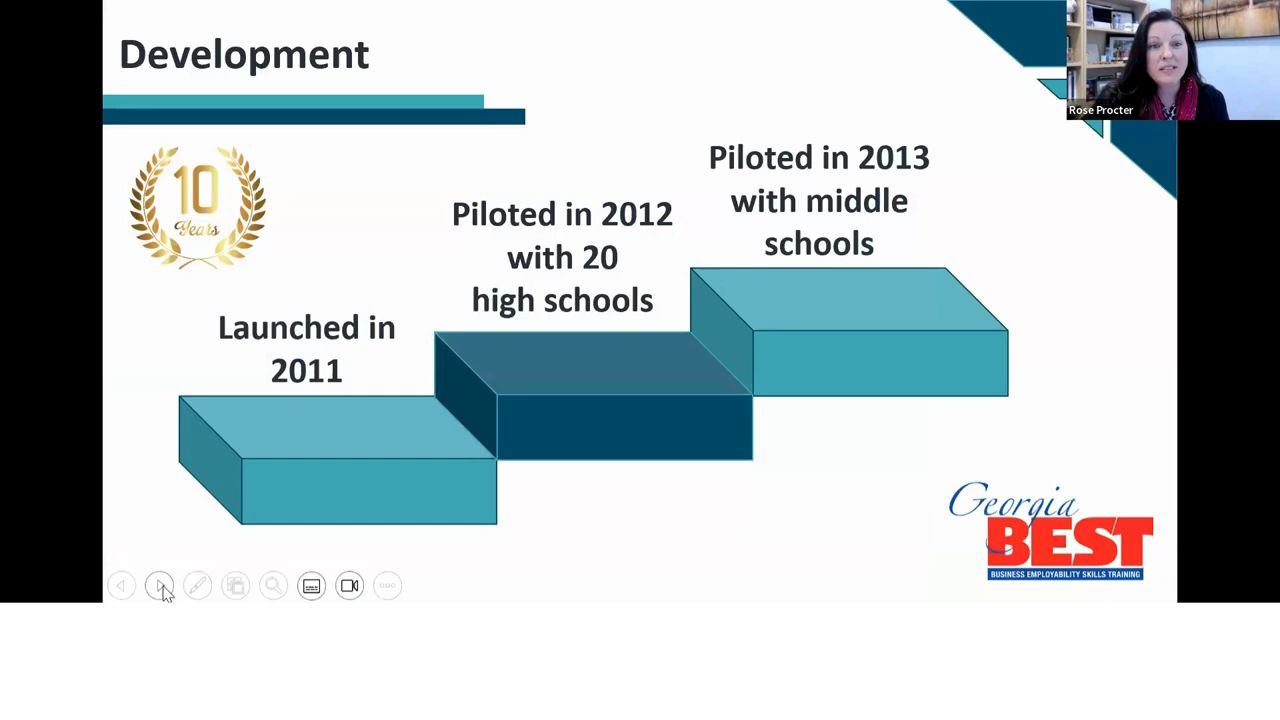 Development
Rose Procter
10
Years
Piloted in 2013
with middle
schools
Piloted in 2012
with 20
high schools
Launched in
2011
Georgia
BEST
BUSINESS EMPLOYABILITY SKILLS TRAINING